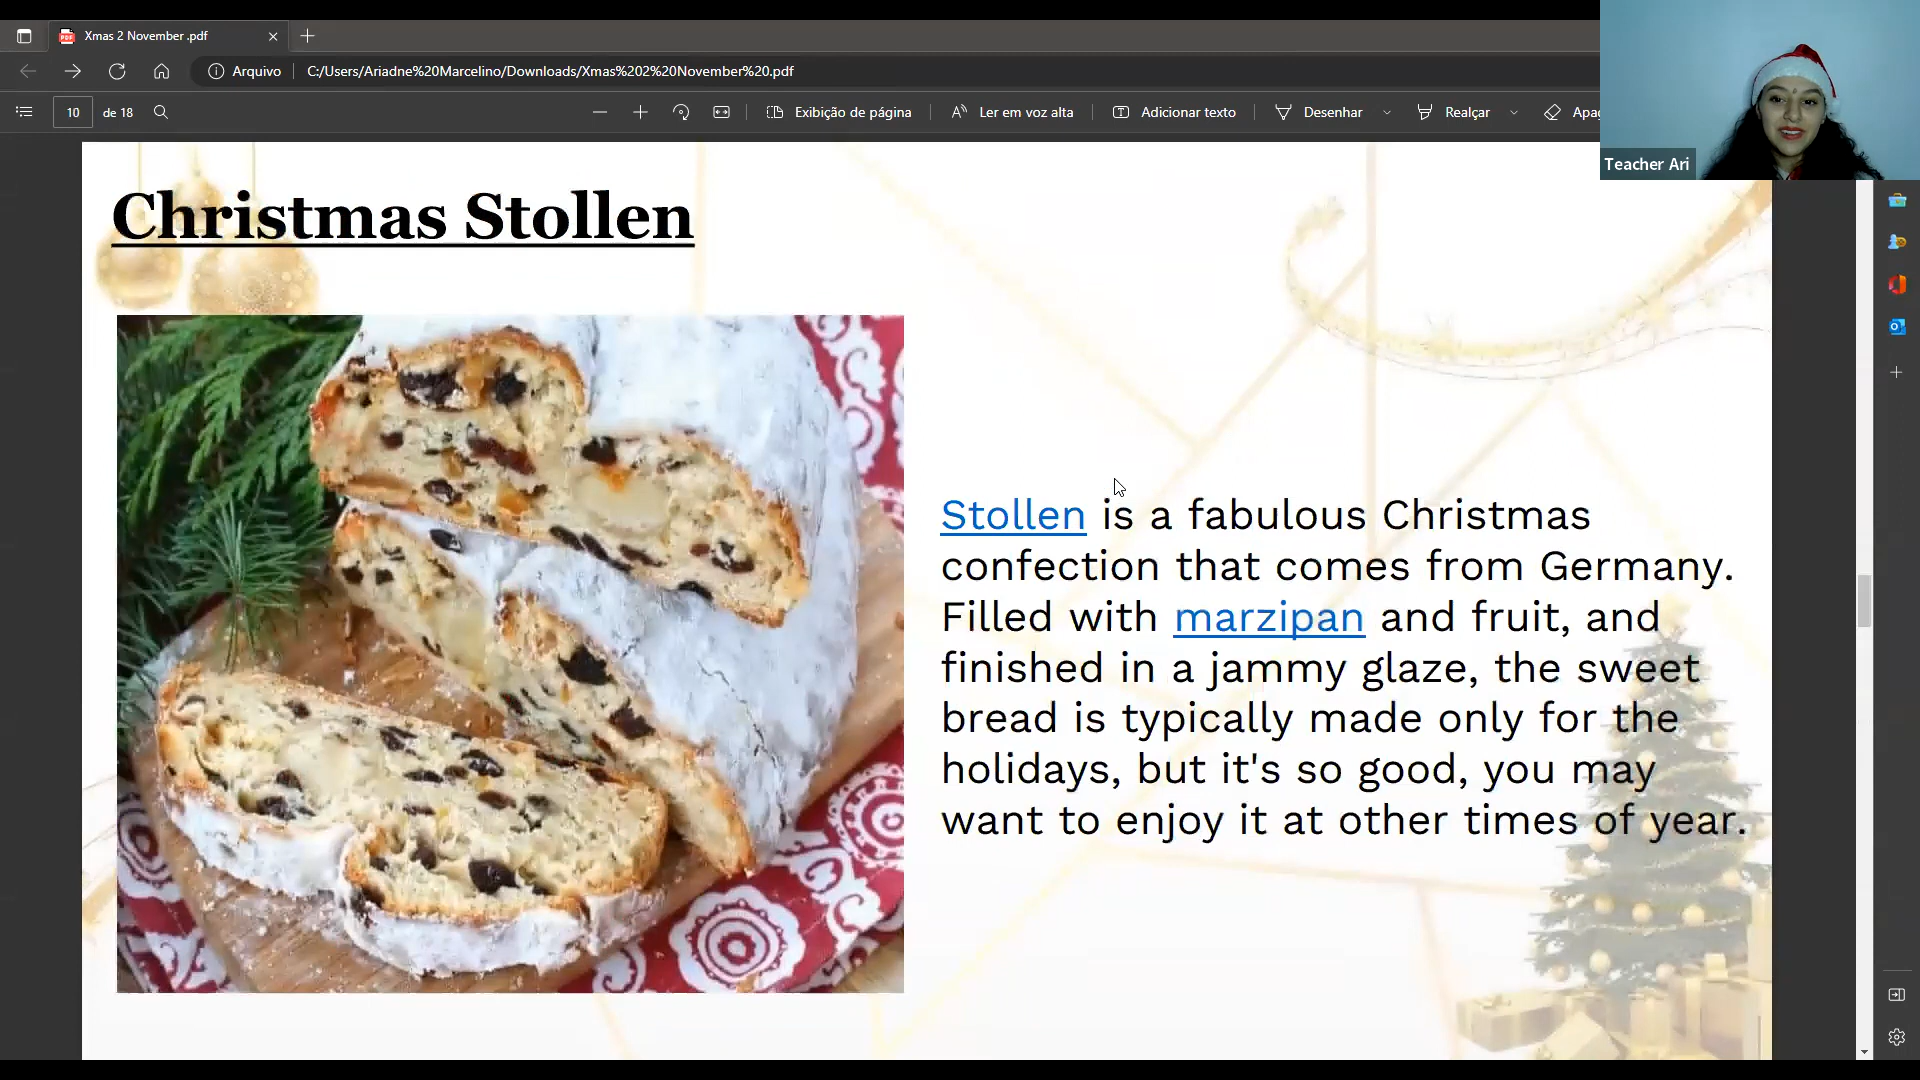 Xmas 2 November .pdf
Arquivo
C:/Users/Ariadne%20Marcelino/Downloads/Xmas%202%20November%20.pdf
10 de 18
Exibição de página
Ler em voz alta
Adicionar texto
Desenhar
Realçar
Apag
Teacher Ari
Christmas Stollen
Stollen is a fabulous Christmas
confection that comes from Germany.
Filled with marzipan and fruit, and
finished in a jammy glaze, the sweet
bread is typically made only for the
holidays, but it's so good, you may
want to enjoy it at other times of year.